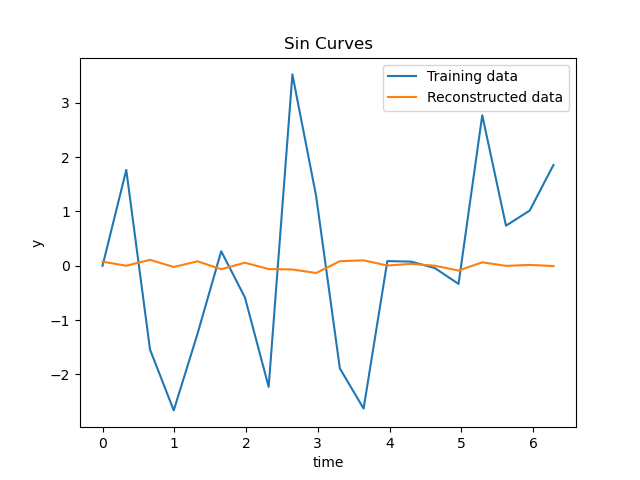 Sin Curves
Training data
Reconstructed data
3
2
1
0
−1
−2
y
0 1 2 3 4 5 6
time